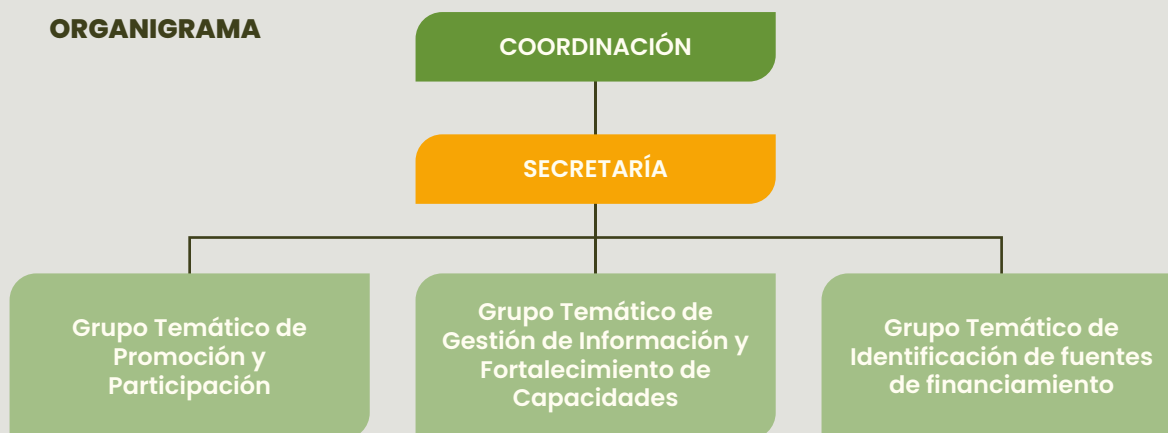 ORGANIGRAMA
COORDINACIÓN
SECRETARÍA
Grupo Temático de
Promoción y
Participación
Grupo Temático de
Gestión de Información y
Fortalecimiento de
Capacidades
Grupo Temático de
Identificación de fuentes
de financiamiento